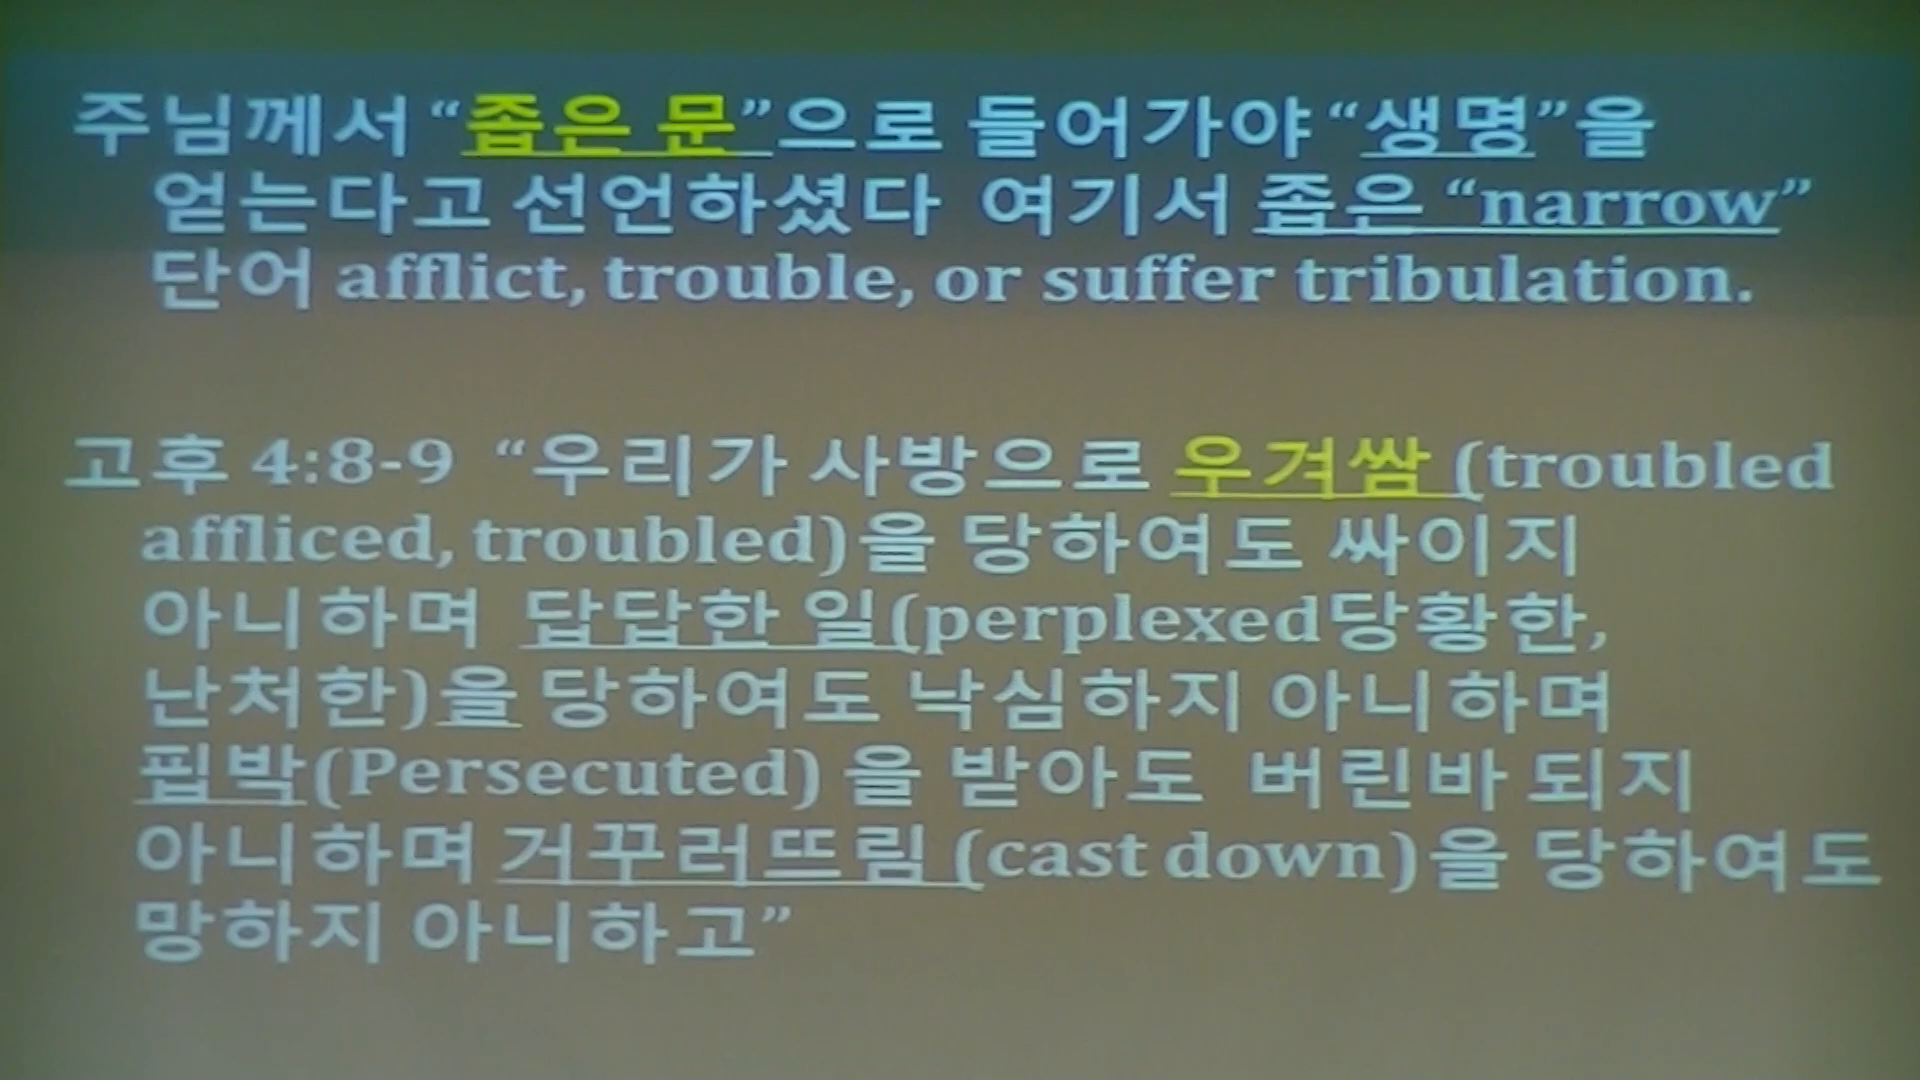 주님께서 “좁은 문”으로 들어가야 “생명”을
얻는다고 선언하셨다 여기서 좁은 “narrow”
단어 afflict, trouble, or suffer tribulation.
고후 4:8-9 “우리가 사방으로 우겨쌈 (troubled
affliced, troubled)을 당하여도 싸이지
아니하며 답답한 일(perplexed당황한,
난처한)을 당하여도 낙심하지 아니하며
핍박(Persecuted) 을 받아도 버린바 되지
아니하며 거꾸러뜨림 (cast down)을 당하여도
망하지 아니하고”